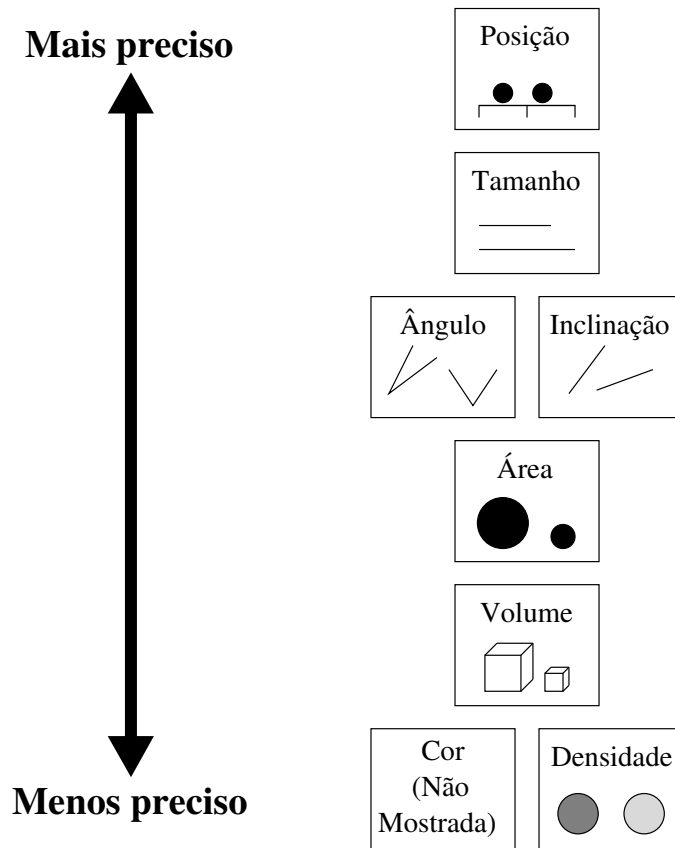 Mais preciso
Posição
Tamanho
Ângulo
Inclinação
Área
Volume
Cor
(Não
Mostrada)
Densidade
Menos preciso